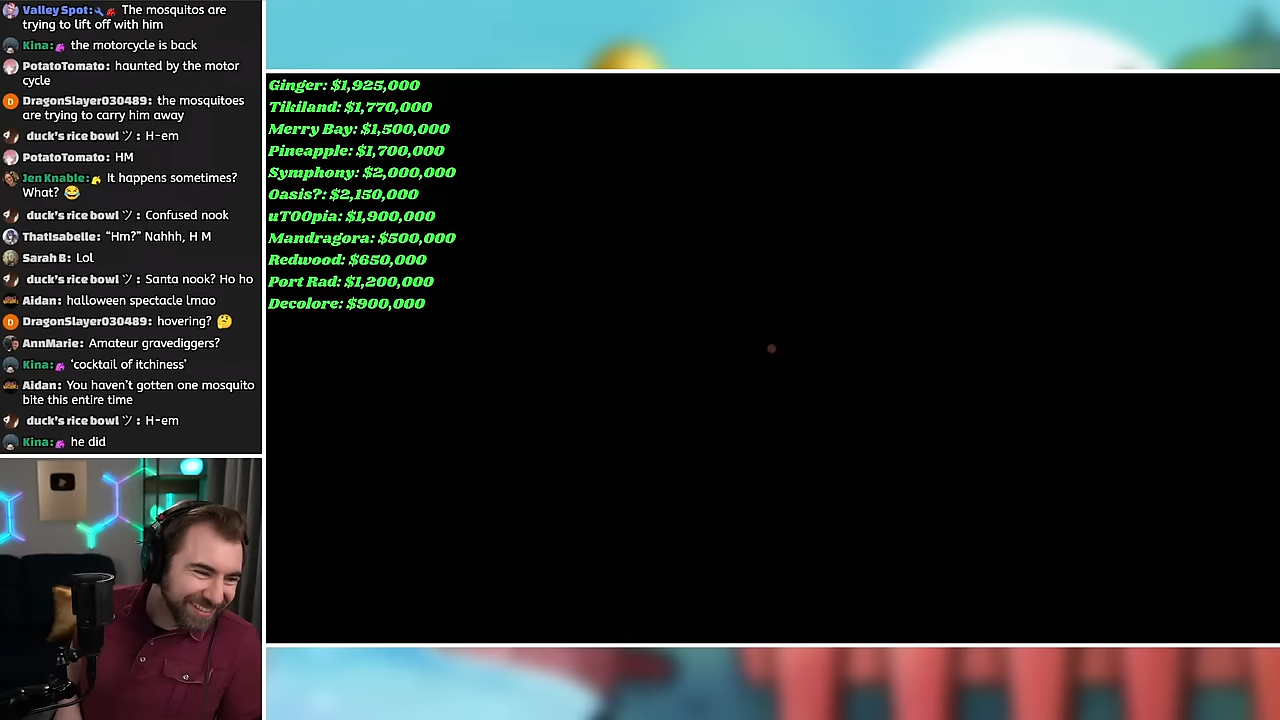 Valley Spot: The mosquitos are
trying to lift off with him
Kina: the motorcycle is back
PotatoTomato: haunted by the motor
cycle
D DragonSlayer030489: the mosquitoes
are trying to carry him away
duck's rice bowl ツ : H-em
PotatoTomato: HM
Jen Knable: It happens sometimes?
What? 😂
duck's rice bowl ツ : Confused nook
ThatIsabelle: “Hm?” Nahhh, H M
Sarah B: Lol
duck's rice bowl ツ : Santa nook? Ho ho
Aidan: halloween spectacle lmao
D DragonSlayer030489: hovering? 🤔
AnnMarie: Amateur gravediggers?
Kina: ‘cocktail of itchiness’
Aidan: You haven't gotten one mosquito
bite this entire time
duck's rice bowl ツ : H-em
Kina: he did
Ginger: $1,925,000
Tikiland: $1,770,000
Merry Bay: $1,500,000
Pineapple: $1,700,000
Symphony: $2,000,000
Oasis?: $2,150,000
uTOOpia: $1,900,000
Mandragora: $500,000
Redwood: $650,000
Port Rad: $1,200,000
Decolore: $900,000